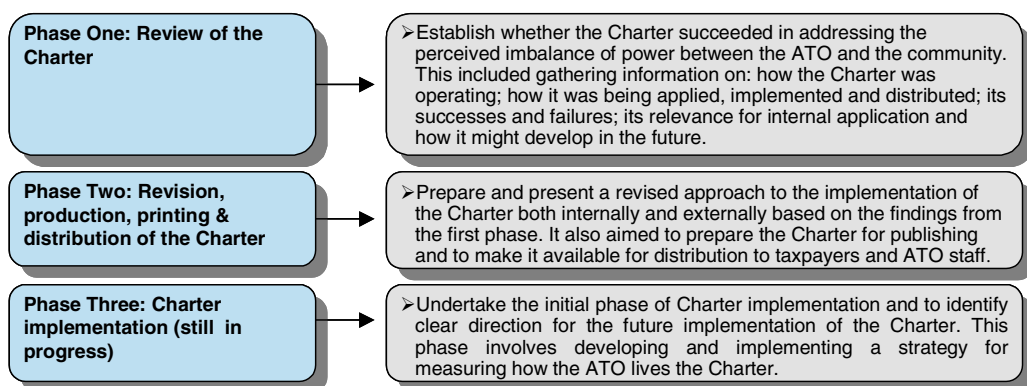 Phase One: Review of the
Charter
➢Establish whether the Charter succeeded in addressing the
perceived imbalance of power between the ATO and the community.
This included gathering information on: how the Charter was
operating; how it was being applied, implemented and distributed; its
successes and failures; its relevance for internal application and
how it might develop in the future.
Phase Two: Revision,
production, printing &
distribution of the Charter
➢Prepare and present a revised approach to the implementation of
the Charter both internally and externally based on the findings from
the first phase. It also aimed to prepare the Charter for publishing
and to make it available for distribution to taxpayers and ATO staff.
Phase Three: Charter
implementation (still in
progress)
➢Undertake the initial phase of Charter implementation and to identify
clear direction for the future implementation of the Charter. This
phase involves developing and implementing a strategy for
measuring how the ATO lives the Charter.